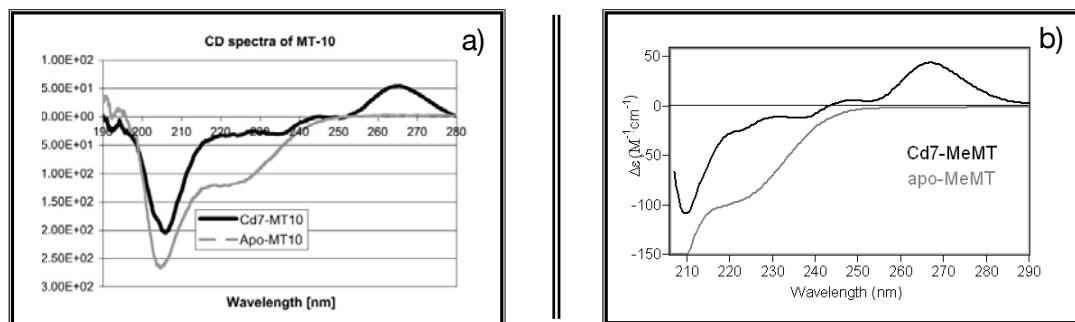 CD spectra of MT-10
a)
1.00E+02
5.00E+01
0.00E+00
190 200 210 220 230 240 250 260 270 280
5.00E+01
1.00E+02
1.50E+02
2.00E+02
2.50E+02
3.00E+02
Cd7-MT10
Apo-MT10
Wavelength [nm]
b)
50
0
-50
-100
-150
Δε (M⁻¹cm⁻¹)
Cd7-MeMT
apo-MeMT
210 220 230 240 250 260 270 280 290
Wavelength (nm)